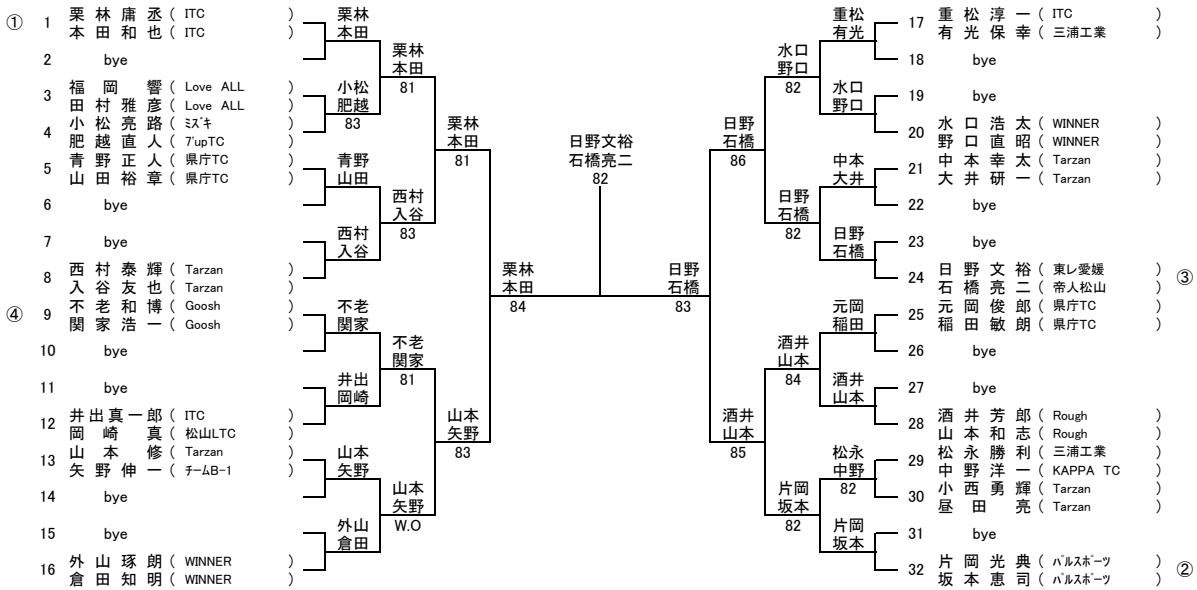 ① 1 栗林庸丞 ( ITC )
本田和也 ( ITC )
2 bye
3 福岡響 ( Love ALL )
田村雅彦 ( Love ALL )
4 小松亮路 ( ﾐｽﾞｷ )
肥越直人 ( 7'upTC )
5 青野正人 ( 県庁TC )
山田裕章 ( 県庁TC )
6 bye
7 bye
8 西村泰輝 ( Tarzan )
入谷友也 ( Tarzan )
④ 9 不老和博 ( Goosh )
関家浩一 ( Goosh )
10 bye
11 bye
12 井出真一郎 ( ITC )
岡崎真 ( 松山LTC )
13 山本修 ( Tarzan )
矢野伸一 ( ﾁｰﾑB-1 )
14 bye
15 bye
16 外山琢朗 ( WINNER )
倉田知明 ( WINNER )
栗林
本田
小松
肥越
83
青野
山田
西村
入谷
不老
関家
井出
岡崎
山本
矢野
外山
倉田
栗林
本田
81
西村
入谷
83
不老
関家
81
山本
矢野
W.O
栗林
本田
81
山本
矢野
83
栗林
本田
84
日野文裕
石橋亮二
82
日野
石橋
83
日野
石橋
86
酒井
山本
85
水口
野口
82
日野
石橋
82
酒井
山本
84
片岡
坂本
82
重松
有光
水口
野口
中本
大井
日野
石橋
元岡
稲田
酒井
山本
松永
中野
82
片岡
坂本
17 重松淳一 ( ITC )
有光保幸 ( 三浦工業 )
18 bye
19 bye
20 水口浩太 ( WINNER )
野口直昭 ( WINNER )
21 中本幸太 ( Tarzan )
大井研一 ( Tarzan )
22 bye
23 bye
24 日野文裕 ( 東レ愛媛 ) ③
石橋亮二 ( 帝人松山 )
25 元岡俊郎 ( 県庁TC )
稲田敏朗 ( 県庁TC )
26 bye
27 bye
28 酒井芳郎 ( Rough )
山本和志 ( Rough )
29 松永勝利 ( 三浦工業 )
中野洋一 ( KAPPA TC )
30 小西勇輝 ( Tarzan )
昼田亮 ( Tarzan )
31 bye
32 片岡光典 ( ﾊﾟﾙｽﾎﾟｰﾂ ) ②
坂本恵司 ( ﾊﾟﾙｽﾎﾟｰﾂ )